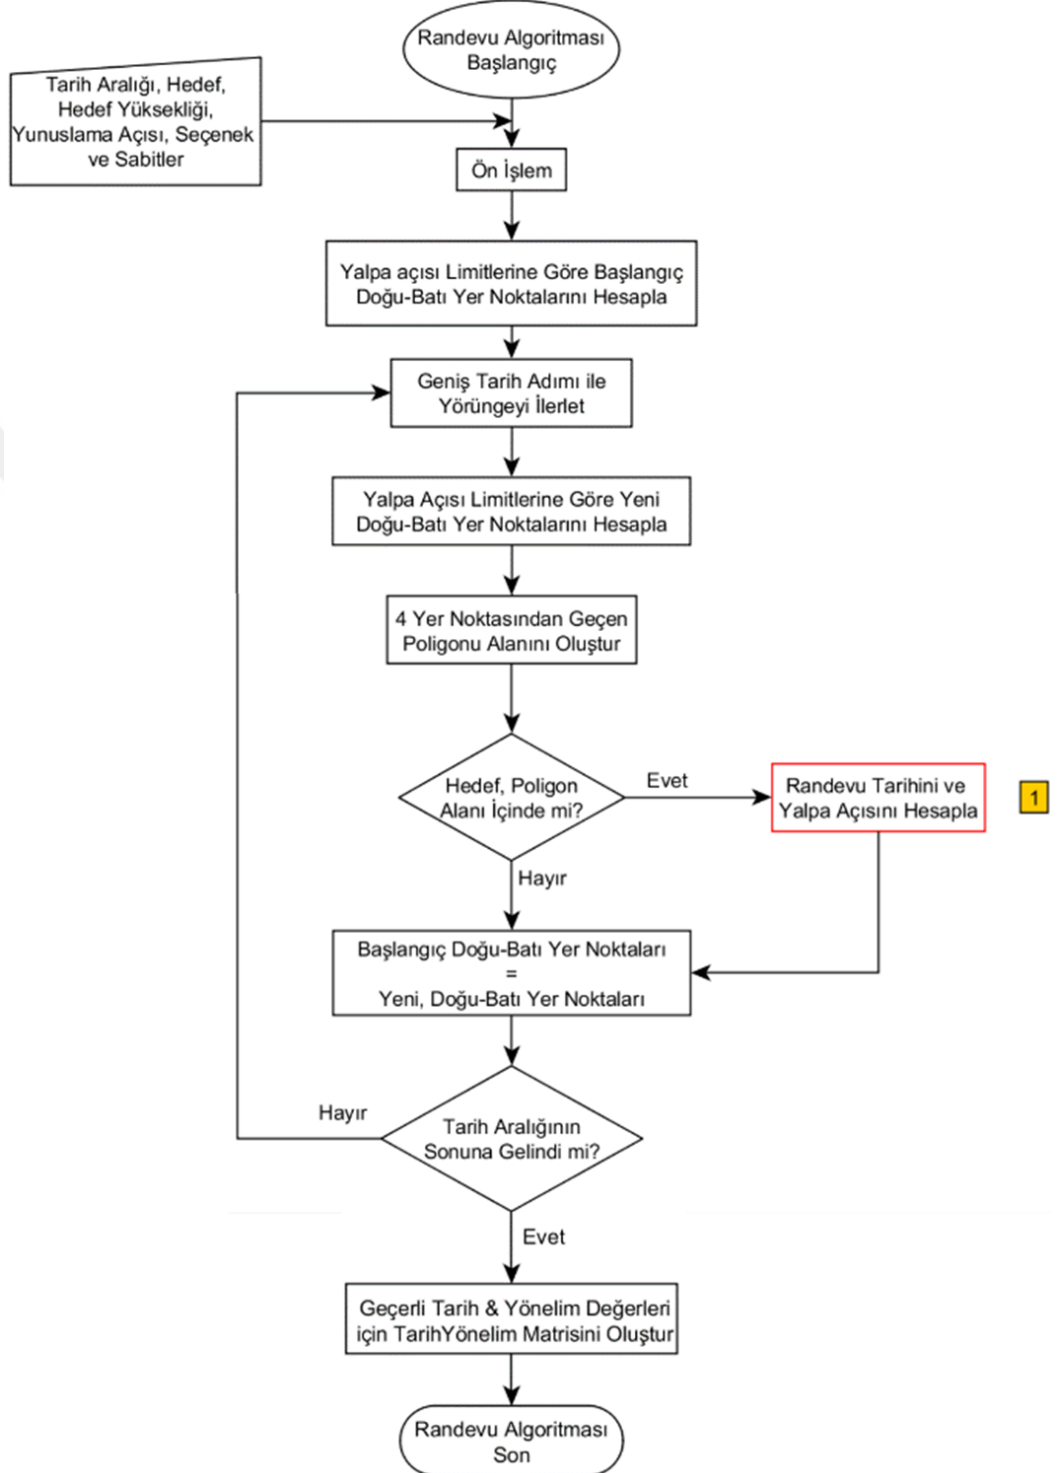 Randevu Algoritması
Başlangıç
Tarih Aralığı, Hedef,
Hedef Yüksekliği,
Yunuslama Açısı, Seçenek
ve Sabitler
Ön İşlem
Yalpa açısı Limitlerine Göre Başlangıç
Doğu-Batı Yer Noktalarını Hesapla
Geniş Tarih Adımı ile
Yörüngeyi İlerlet
Yalpa Açısı Limitlerine Göre Yeni
Doğu-Batı Yer Noktalarını Hesapla
4 Yer Noktasından Geçen
Poligonu Alanını Oluştur
Hedef, Poligon
Alanı İçinde mi?
Evet
Randevu Tarihini ve
Yalpa Açısını Hesapla
1
Hayır
Başlangıç Doğu-Batı Yer Noktaları
=
Yeni, Doğu-Batı Yer Noktaları
Hayır
Tarih Aralığının
Sonuna Gelindi mi?
Evet
Geçerli Tarih & Yönelim Değerleri
için TarihYönelim Matrisini Oluştur
Randevu Algoritması
Son